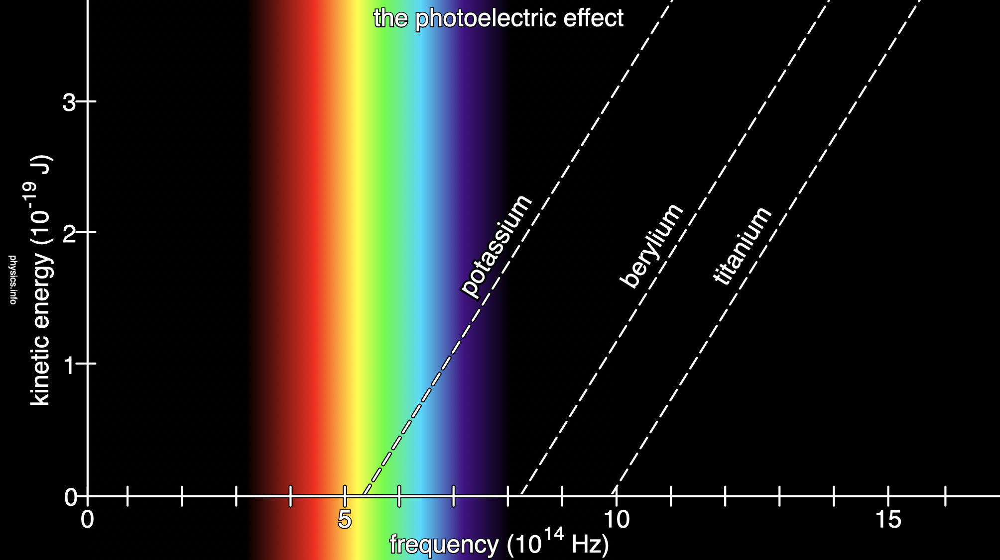 the photoelectric effect
kinetic energy (10⁻¹⁹ J)
3
2
1
0
potassium
berylium
titanium
0
5
10
15
frequency (10¹⁴ Hz)
physics.info